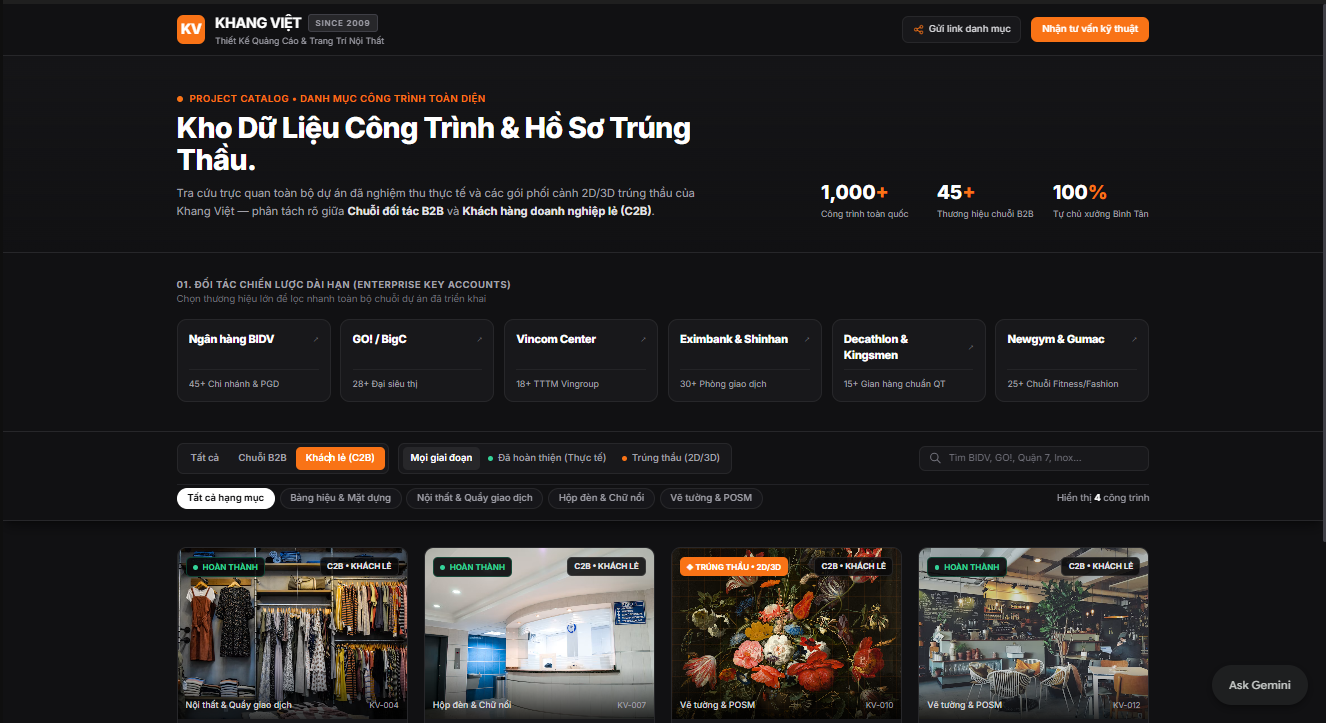 KV
KHANG VIỆT
SINCE 2009
Thiết Kế Quảng Cáo & Trang Trí Nội Thất
Gửi link danh mục
Nhận tư vấn kỹ thuật
PROJECT CATALOG • DANH MỤC CÔNG TRÌNH TOÀN DIỆN
Kho Dữ Liệu Công Trình & Hồ Sơ Trúng
Thầu.
Tra cứu trực quan toàn bộ dự án đã nghiệm thu thực tế và các gói phối cảnh 2D/3D trúng thầu của
Khang Việt — phân tách rõ giữa Chuỗi đối tác B2B và Khách hàng doanh nghiệp lẻ (C2B).
1,000+
Công trình toàn quốc
45+
Thương hiệu chuỗi B2B
100%
Tự chủ xưởng Bình Tân
01. ĐỐI TÁC CHIẾN LƯỢC DÀI HẠN (ENTERPRISE KEY ACCOUNTS)
Chọn thương hiệu lớn để lọc nhanh toàn bộ chuỗi dự án đã triển khai
Ngân hàng BIDV
45+ Chi nhánh & PGD
GO! / BigC
28+ Đại siêu thị
Vincom Center
18+ TTTM Vingroup
Eximbank & Shinhan
30+ Phòng giao dịch
Decathlon &
Kingsmen
15+ Gian hàng chuẩn QT
Newgym & Gumac
25+ Chuỗi Fitness/Fashion
Tất cả
Chuỗi B2B
Khách lẻ (C2B)
Mọi giai đoạn
Đã hoàn thiện (Thực tế)
Trúng thầu (2D/3D)
Tìm BIDV, GO!, Quận 7, Inox...
Tất cả hạng mục
Bảng hiệu & Mặt dựng
Nội thất & Quầy giao dịch
Hộp đèn & Chữ nổi
Vẽ tường & POSM
Hiển thị 4 công trình
HOÀN THÀNH
C2B • KHÁCH LẺ
Nội thất & Quầy giao dịch
KV-004
HOÀN THÀNH
C2B • KHÁCH LẺ
Hộp đèn & Chữ nổi
KV-007
◆ TRÚNG THẦU • 2D/3D
C2B • KHÁCH LẺ
Vẽ tường & POSM
KV-010
HOÀN THÀNH
C2B • KHÁCH LẺ
Vẽ tường & POSM
KV-012
Ask Gemini